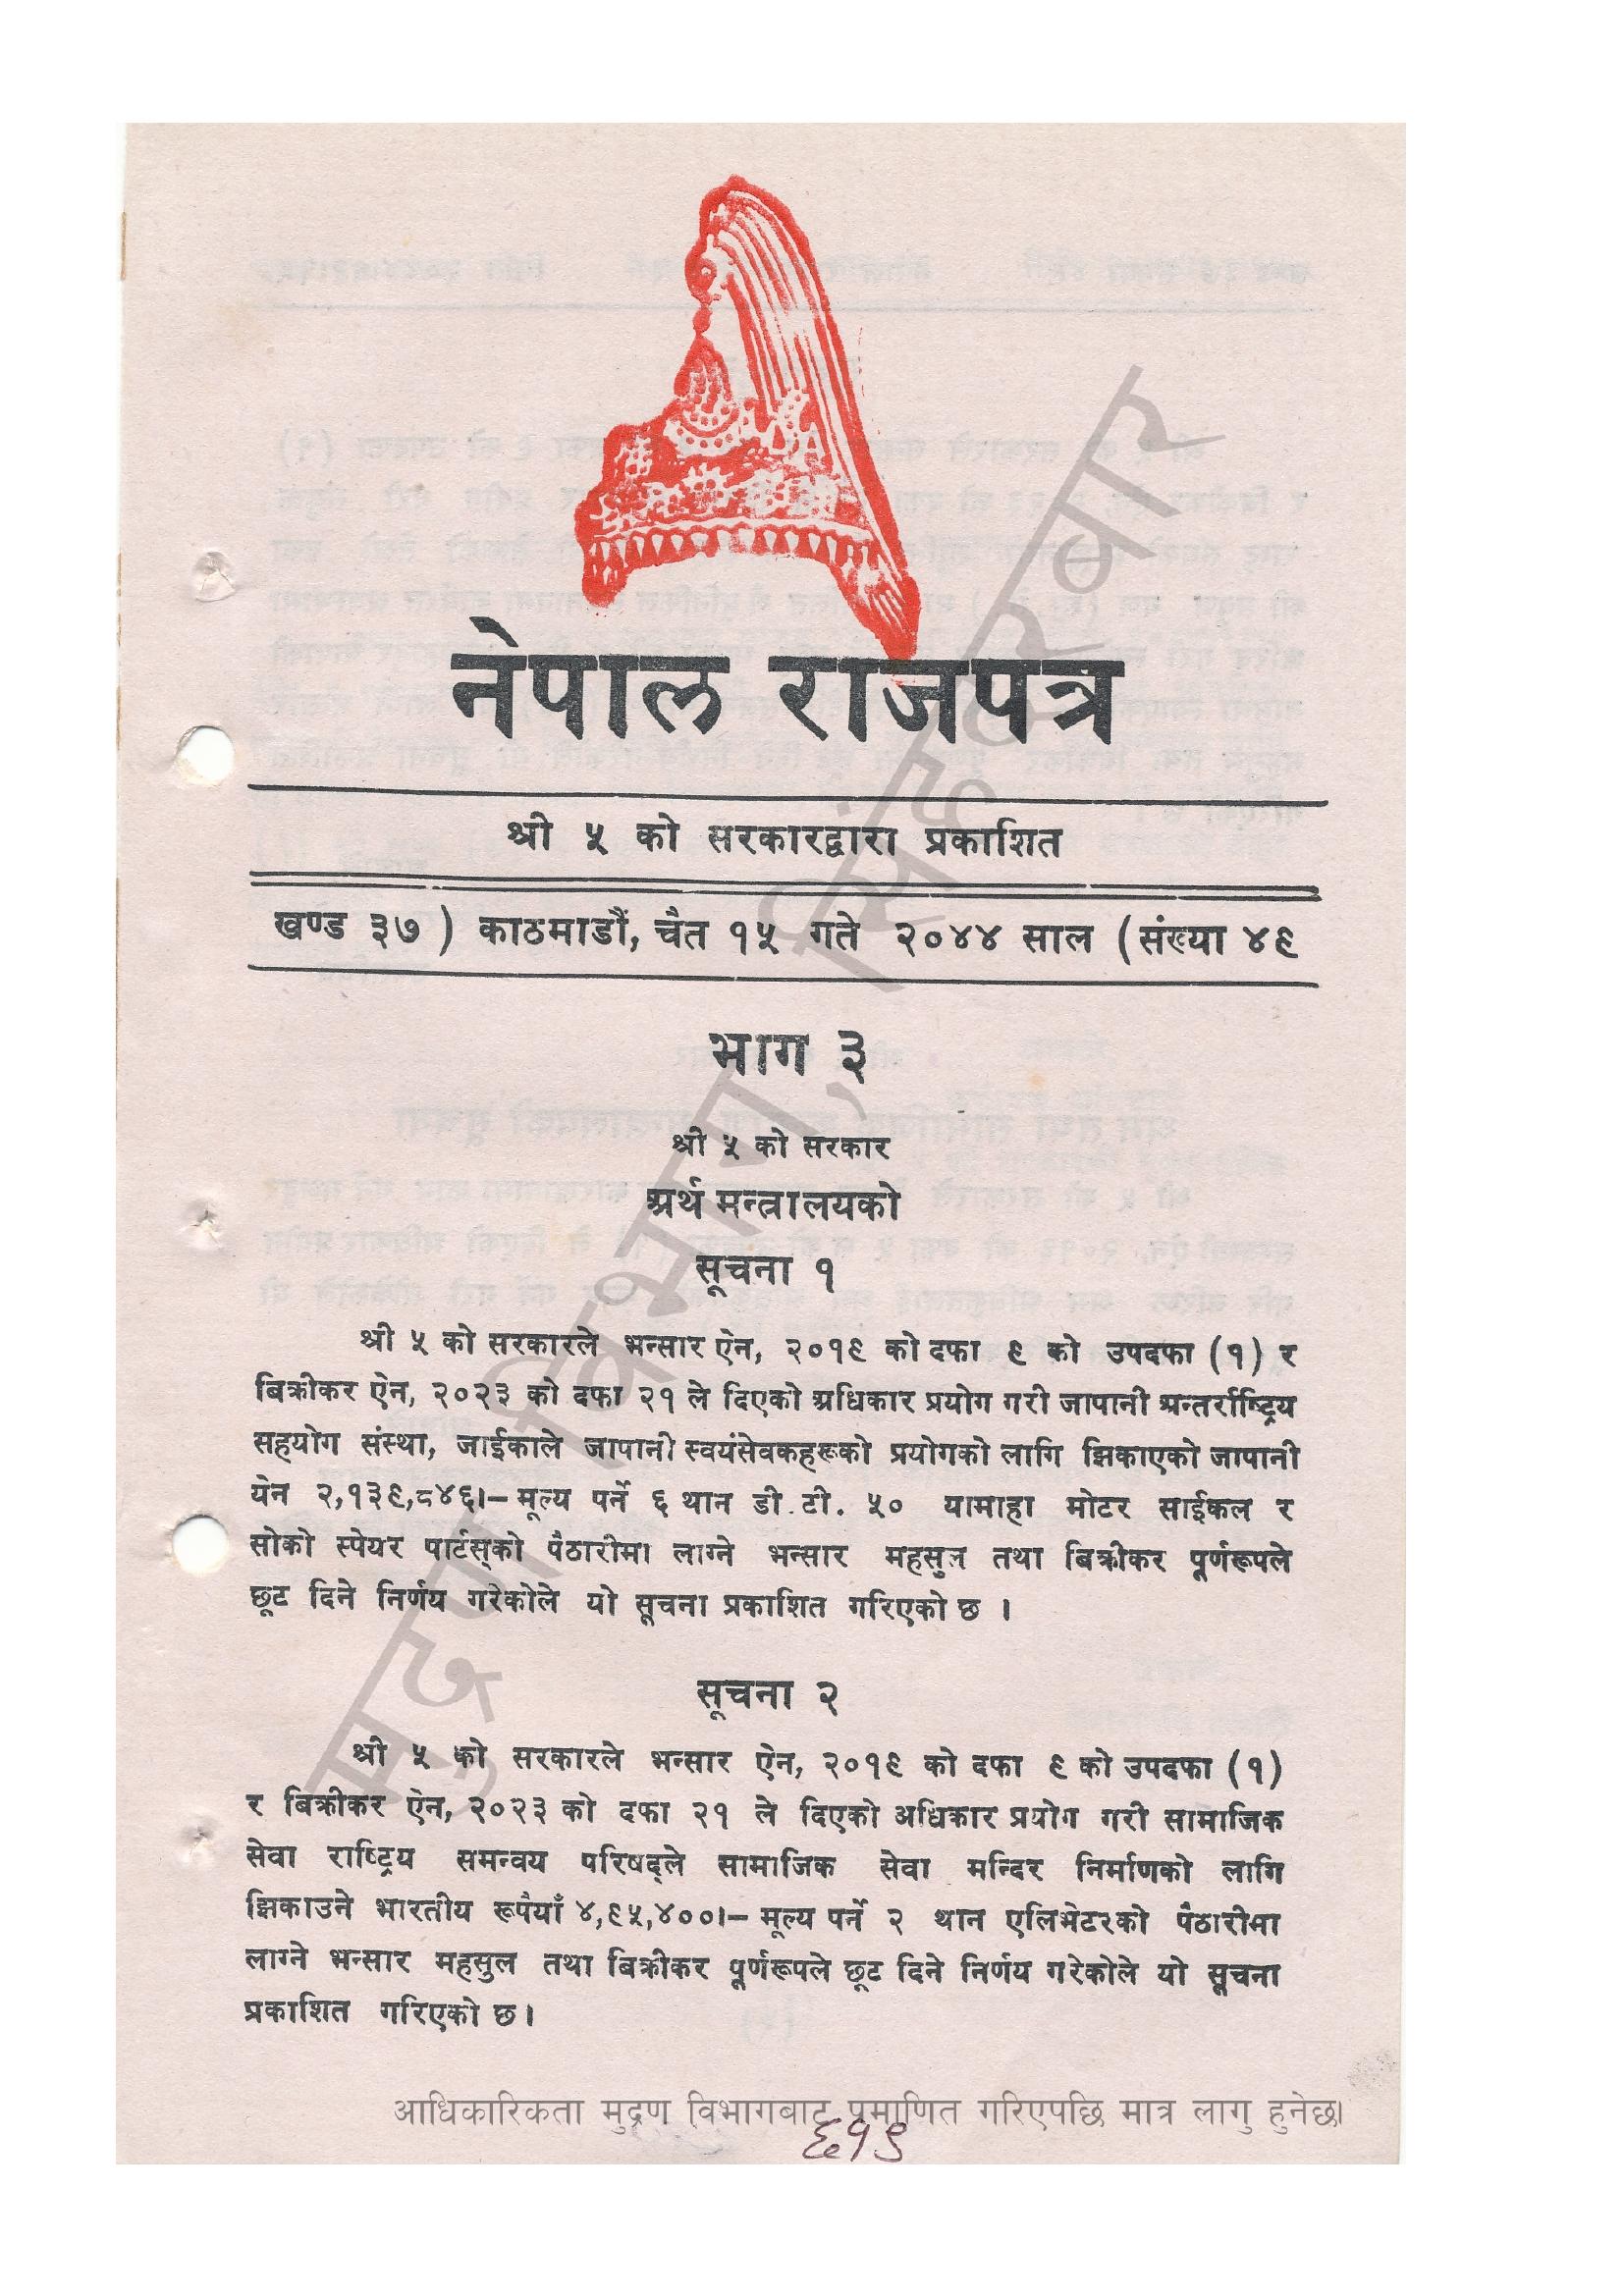 नेपाल राजपत्र
श्री ५ को सरकारद्वारा प्रकाशित
खण्ड ३७ ) काठमाडौं, चैत १५ गते २०४४ साल (संख्या ४९
भाग ३
श्री ५ को सरकार
अर्थ मन्त्रालयको
सूचना १
श्री ५ को सरकारले भन्सार ऐन, २०१९ को दफा ९ को उपदफा (१) र
बिक्रीकर ऐन, २०२३ को दफा २१ ले दिएको अधिकार प्रयोग गरी जापानी अन्तर्राष्ट्रिय
सहयोग संस्था, जाईकाले जापानी स्वयंसेवकहरूको प्रयोगको लागि झिकाएको जापानी
येन २,१३९,८४६।– मूल्य पर्ने ६ थान डी. टी. ५० यामाहा मोटर साईकल र
सोको स्पेयर पार्टस्को पैठारीमा लाग्ने भन्सार महसुल तथा बिक्रीकर पूर्णरूपले
छूट दिने निर्णय गरेकोले यो सूचना प्रकाशित गरिएको छ ।
सूचना २
श्री ५ को सरकारले भन्सार ऐन, २०१९ को दफा ९ को उपदफा (१)
र बिक्रीकर ऐन, २०२३ को दफा २१ ले दिएको अधिकार प्रयोग गरी सामाजिक
सेवा राष्ट्रिय समन्वय परिषद्ले सामाजिक सेवा मन्दिर निर्माणको लागि
झिकाउने भारतीय रूपैयाँ ४,९५,४००।– मूल्य पर्ने २ थान एलिभेटरको पैठारीमा
लाग्ने भन्सार महसुल तथा बिक्रीकर पूर्णरूपले छूट दिने निर्णय गरेकोले यो सूचना
प्रकाशित गरिएको छ ।
मुद्रण विभाग, सिंहदरबार
आधिकारिकता मुद्रण विभागबाट प्रमाणित गरिएपछि मात्र लागु हुनेछ।
६१९